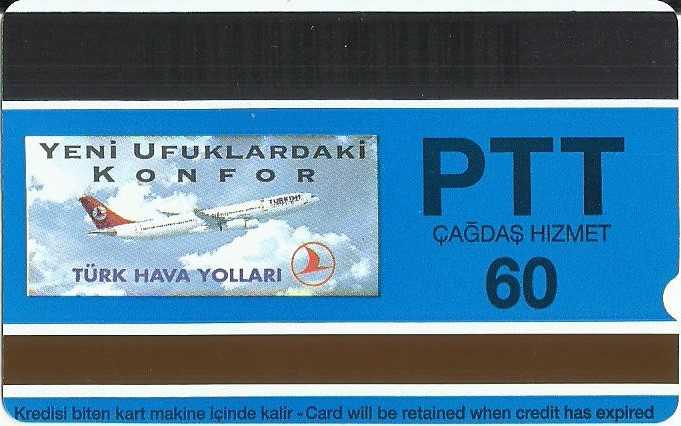 YENİ UFUKLARDAKİ
KONFOR
TURKISH
TÜRK HAVA YOLLARI
PTT
ÇAĞDAŞ HIZMET
60
Kredisi biten kart makine içinde kalir - Card will be retained when credit has expired